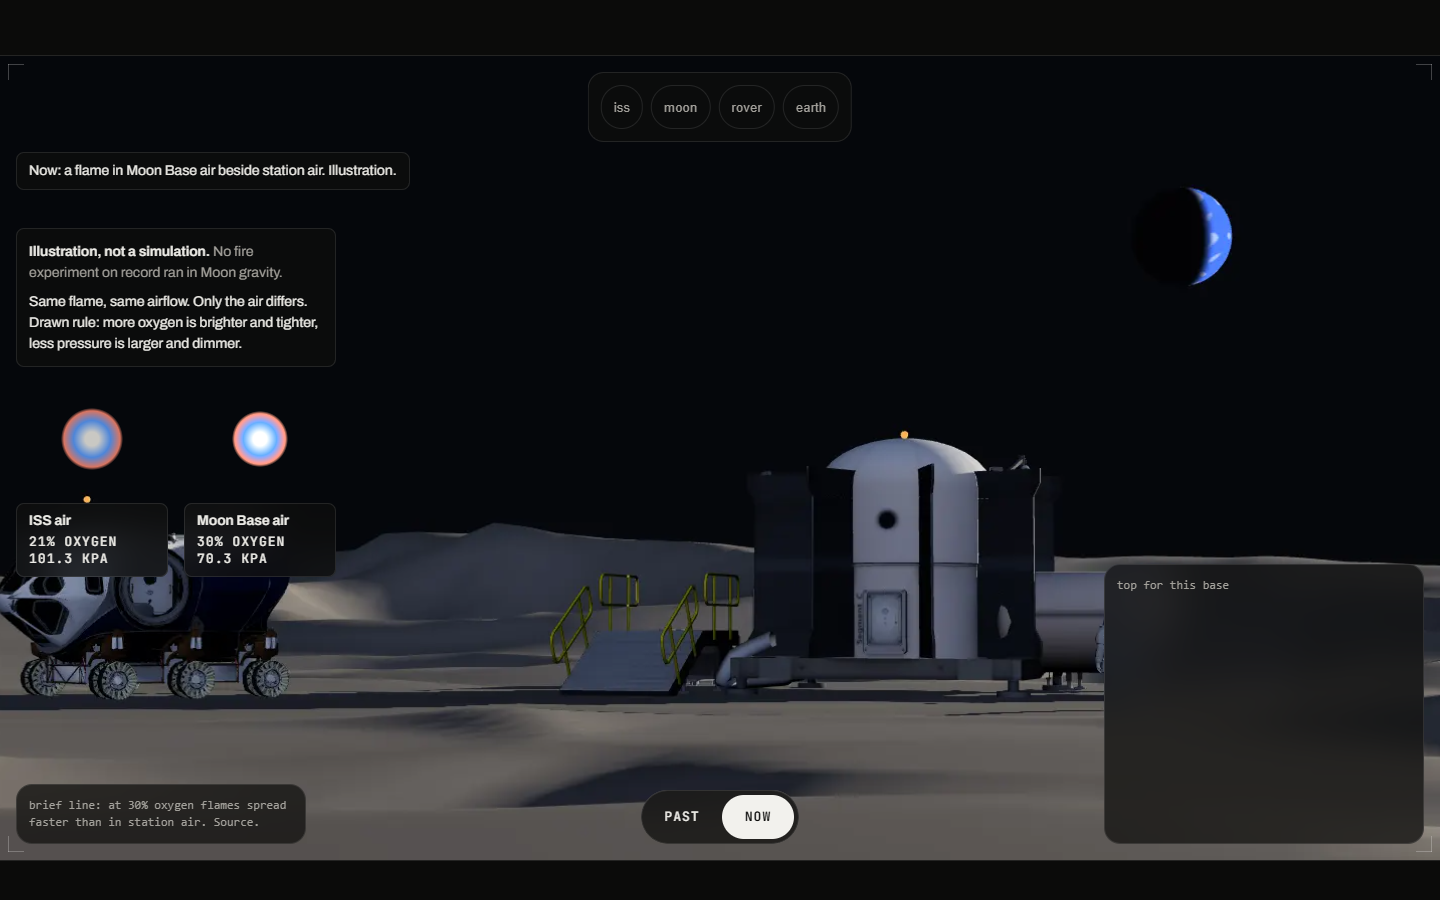 iss
moon
rover
earth
Now: a flame in Moon Base air beside station air. Illustration.
Illustration, not a simulation. No fire
experiment on record ran in Moon gravity.
Same flame, same airflow. Only the air differs.
Drawn rule: more oxygen is brighter and tighter,
less pressure is larger and dimmer.
ISS air
21% OXYGEN
101.3 KPA
Moon Base air
30% OXYGEN
70.3 KPA
top for this base
brief line: at 30% oxygen flames spread
faster than in station air. Source.
PAST
NOW